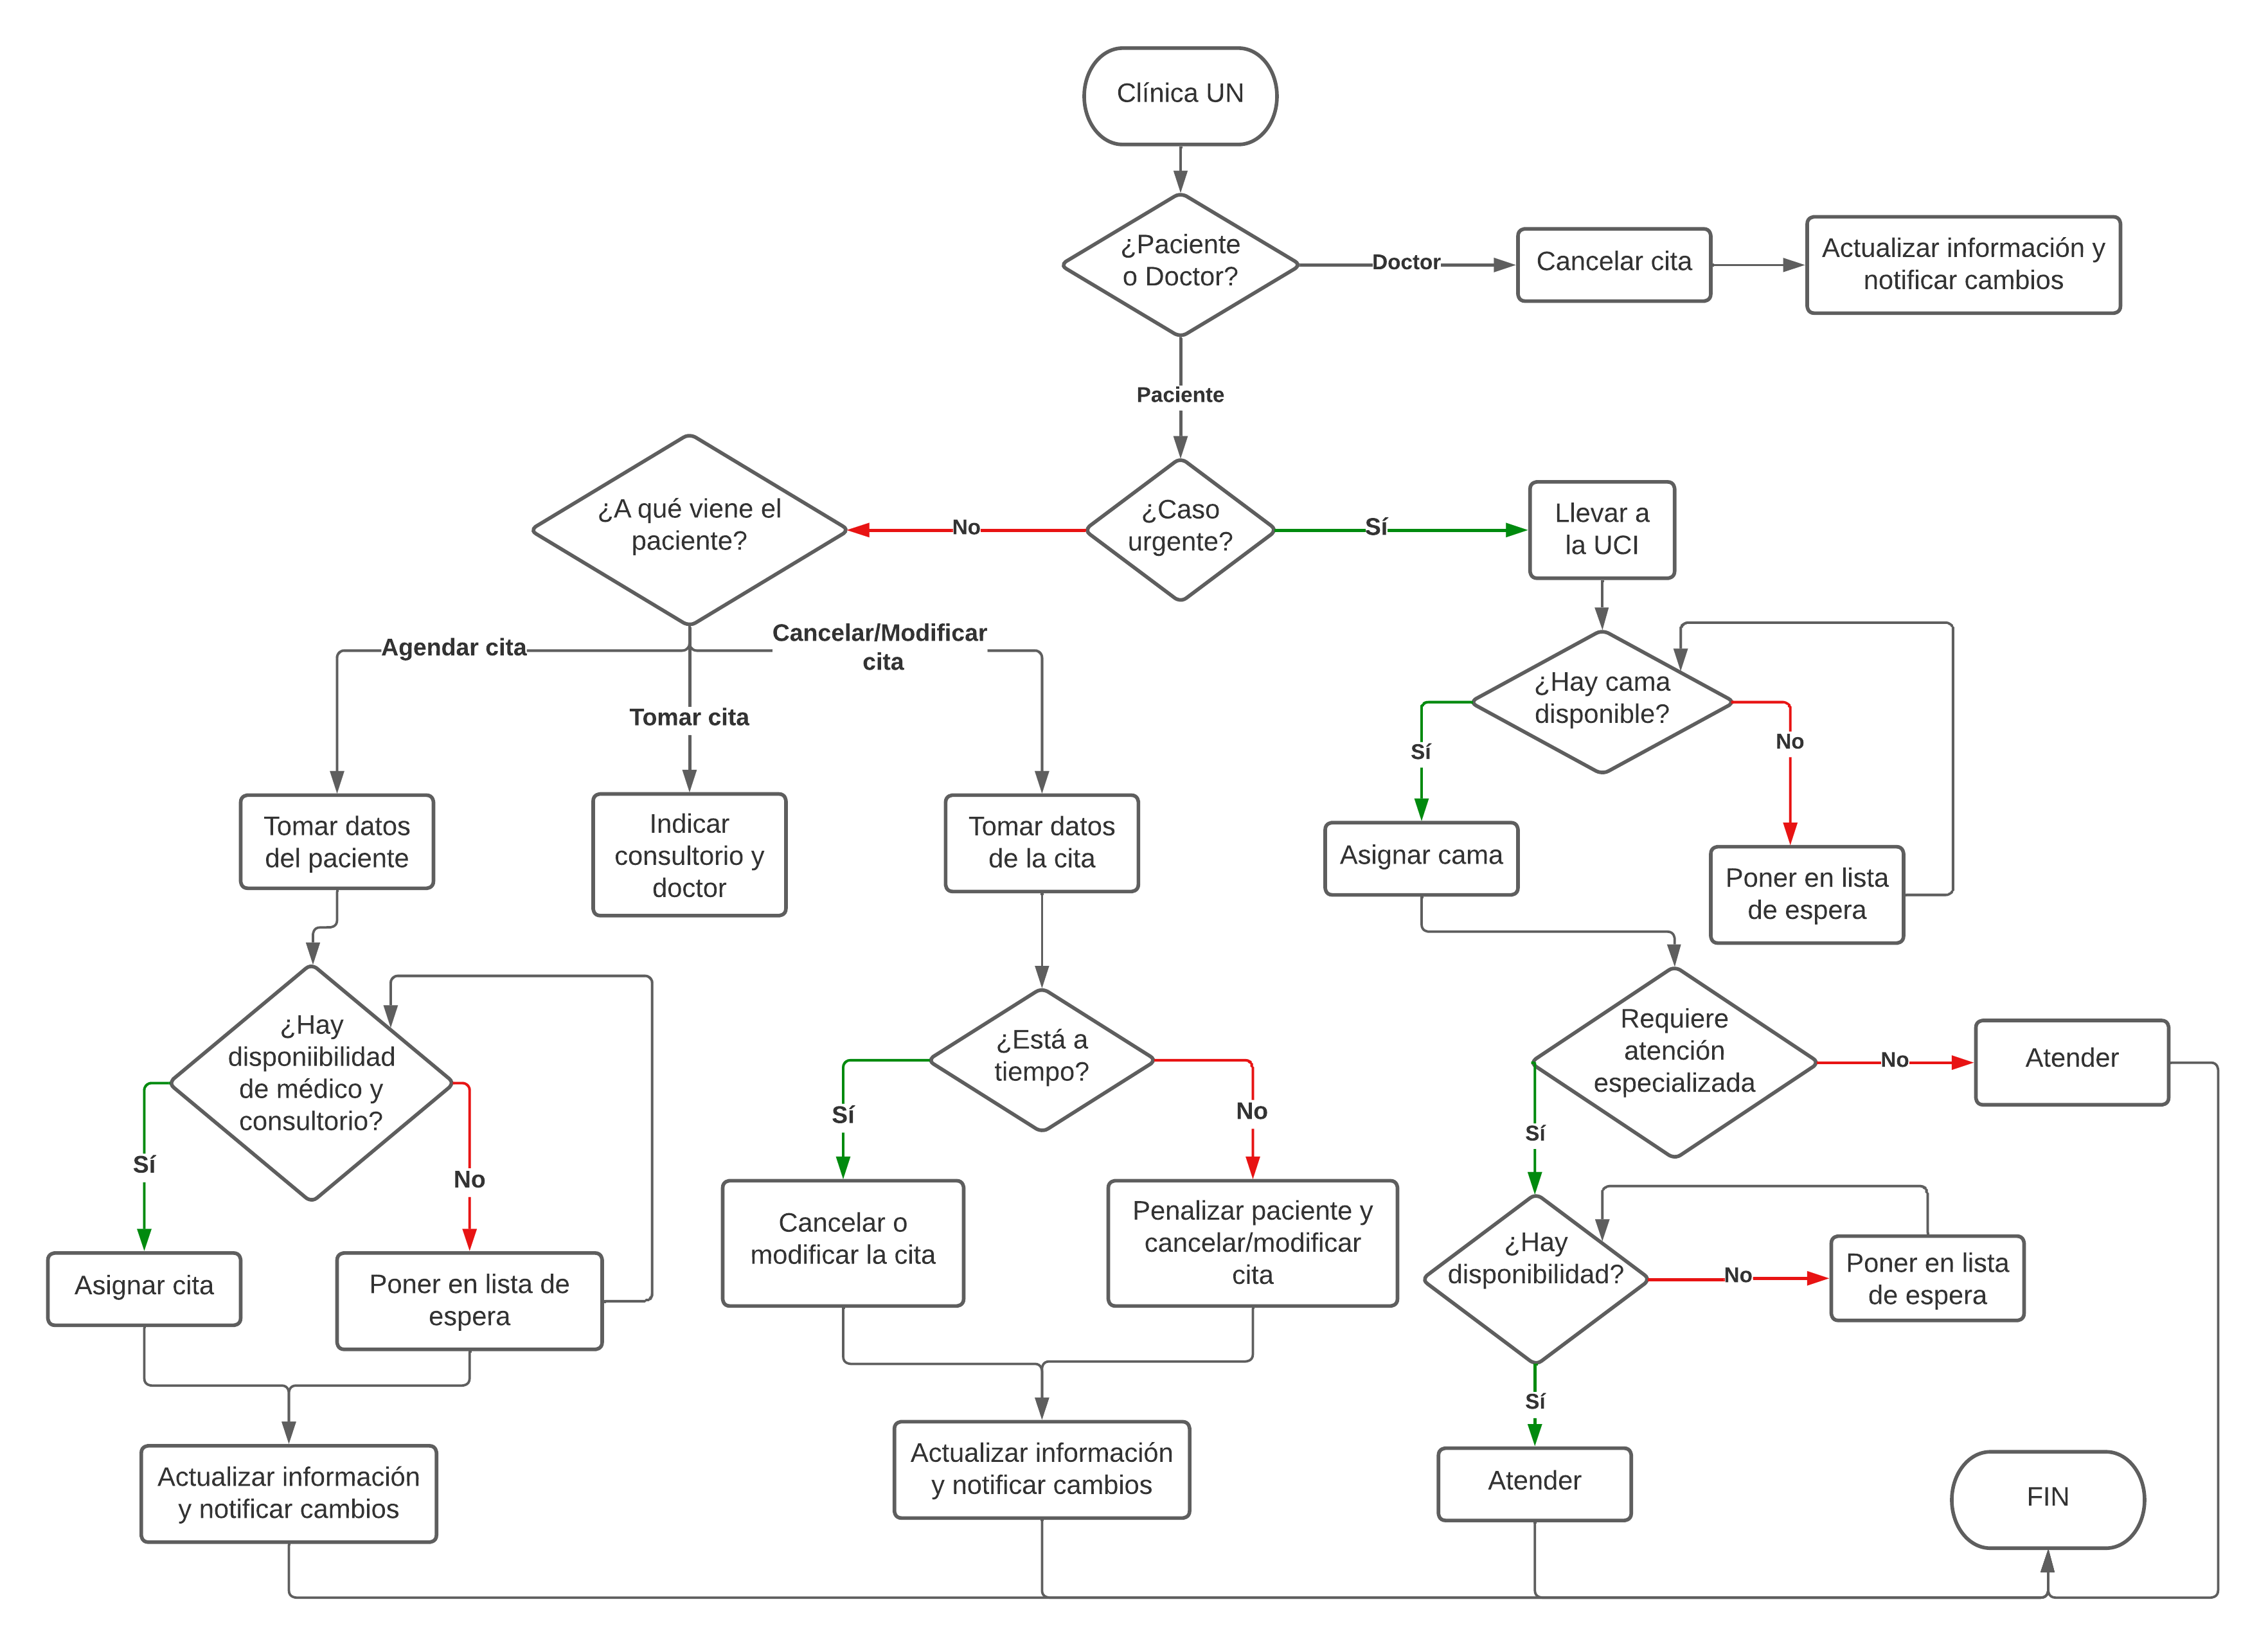 Clínica UN
¿Paciente
o Doctor?
Doctor
Cancelar cita
Actualizar información y
notificar cambios
Paciente
¿A qué viene el
paciente?
No
¿Caso
urgente?
Sí
Llevar a
la UCI
Agendar cita
Cancelar/Modificar
cita
Tomar cita
¿Hay cama
disponible?
Sí
No
Tomar datos
del paciente
Indicar
consultorio y
doctor
Tomar datos
de la cita
Asignar cama
Poner en lista
de espera
¿Hay
disponiibilidad
de médico y
consultorio?
¿Está a
tiempo?
Requiere
atención
especializada
No
Atender
Sí
No
Sí
No
Sí
Asignar cita
Poner en lista de
espera
Cancelar o
modificar la cita
Penalizar paciente y
cancelar/modificar
cita
¿Hay
disponibilidad?
No
Poner en lista
de espera
Sí
Actualizar información
y notificar cambios
Actualizar información
y notificar cambios
Atender
FIN